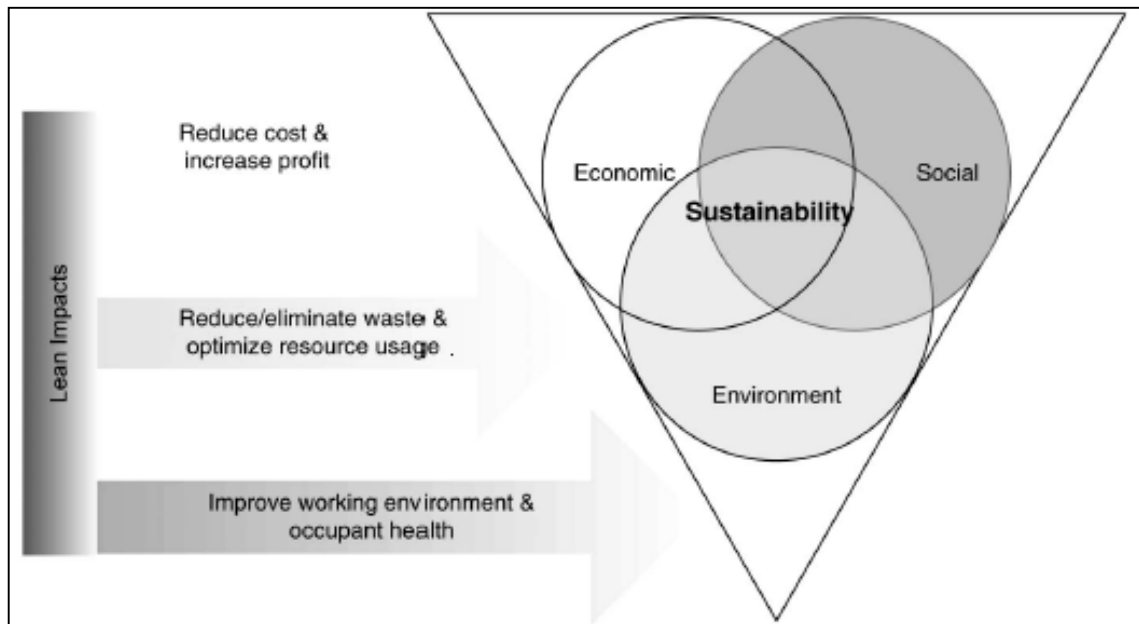 Lean Impacts
Reduce cost &
increase profit
Reduce/eliminate waste &
optimize resource usage .
Improve working environment &
occupant health
Economic
Social
Sustainability
Environment